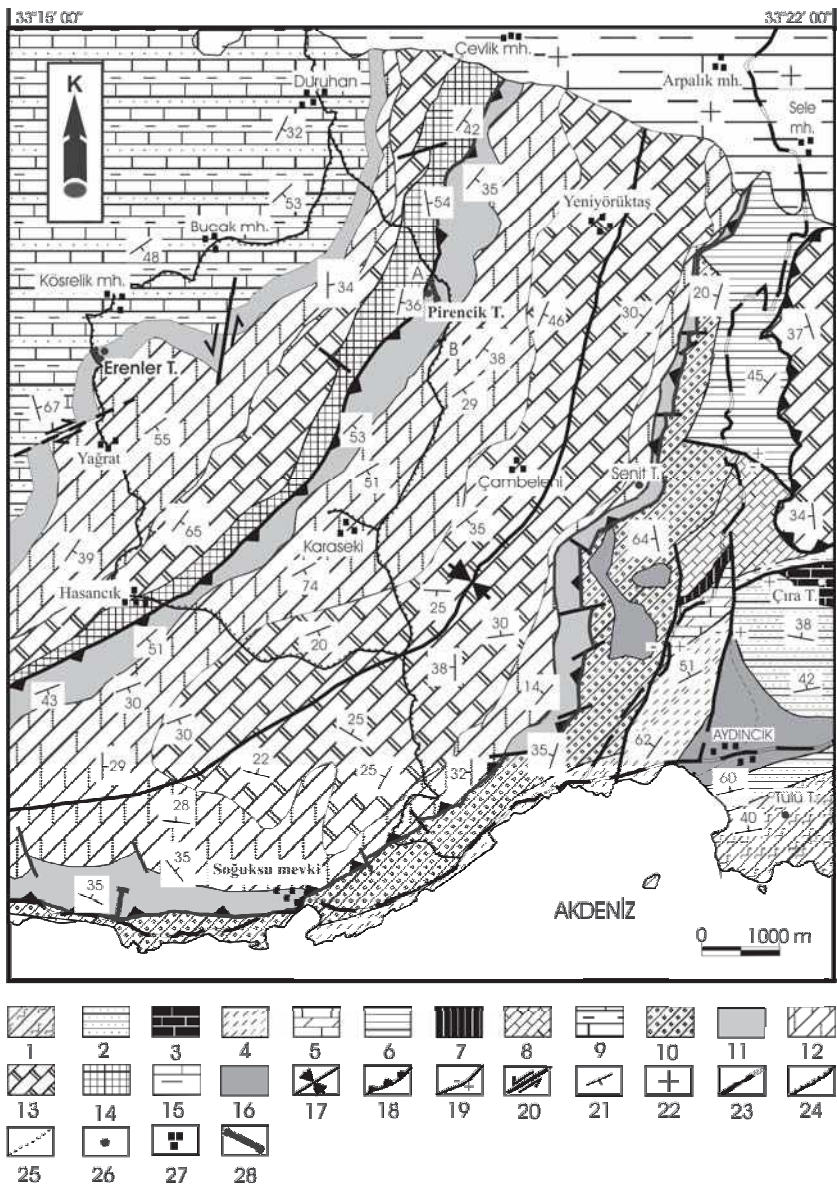 33°15' 00"
33°22' 00"
Çevlik mh.
Arpalık mh.
K
Duruhan
Sele
mh.
42
32
35
53
54
Yeniyörüktaş
Bucak mh.
48
Kösrelik mh.
34
A
36
20
Pirencik T.
46
30
37
Erenler T.
B
38
45
67
29
Yağrat
55
53
51
Çambeleni
Senit T.
65
35
34
Karaseki
64
39
74
Hasancık
25
Çıra T.
30
38
51
20
38
51
43
30
14
42
25
30
AYDINCIK
35
62
29
22
25
32
60
28
Tülü T.
40
35
Soğuksu mevki
35
AKDENİZ
0 1000 m
1 2 3 4 5 6 7 8 9 10 11 12
13 14 15 16 17 18 19 20 21 22 23 24
25 26 27 28